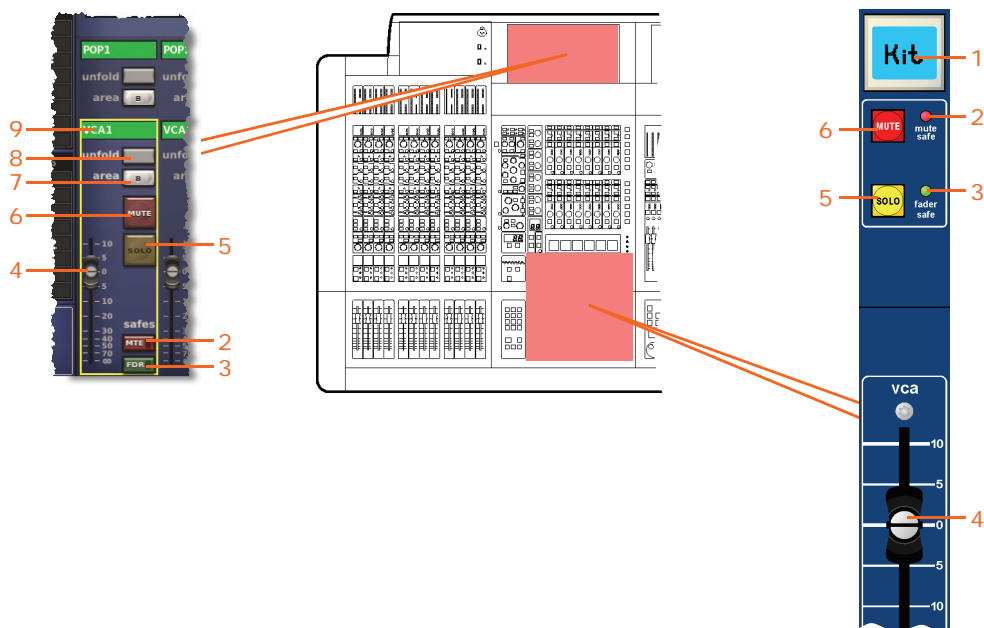 POP1
POP
unfold
unfo
area
B
ar
9
VCA1
VCA
8
unfold
unfo
7
area
B
ar
6
MUTE
5
SOLO
4
10
5
0
5
10
20
30
40
50
70
∞
safes
MTE
2
FDR
3
Kit
1
6
MUTE
2
mute
safe
5
SOLO
3
fader
safe
vca
10
5
4
0
5
10